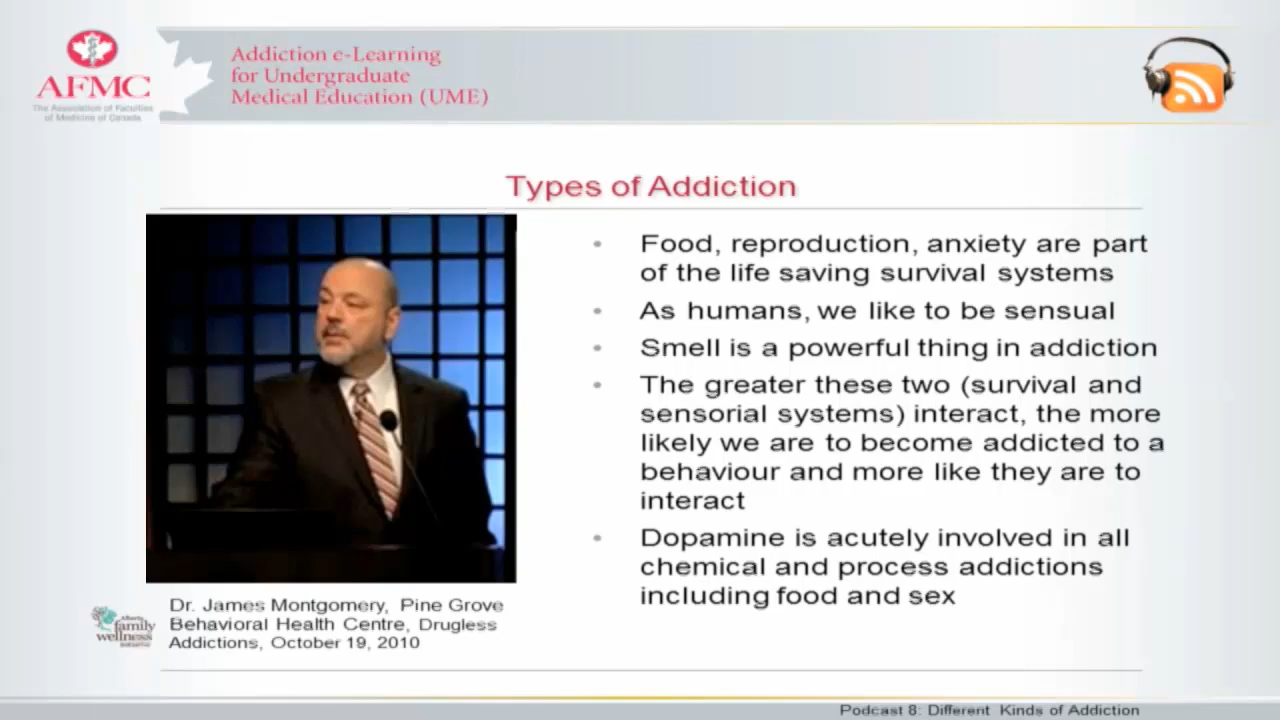 AFMC
The Association of Faculties
of Medicine of Canada
Addiction e-Learning
for Undergraduate
Medical Education (UME)
Types of Addiction
• Food, reproduction, anxiety are part
of the life saving survival systems
• As humans, we like to be sensual
• Smell is a powerful thing in addiction
• The greater these two (survival and
sensorial systems) interact, the more
likely we are to become addicted to a
behaviour and more like they are to
interact
• Dopamine is acutely involved in all
chemical and process addictions
including food and sex
Alberta
family
wellness
Dr. James Montgomery, Pine Grove
Behavioral Health Centre, Drugless
Addictions, October 19, 2010
Podcast 8: Different Kinds of Addiction